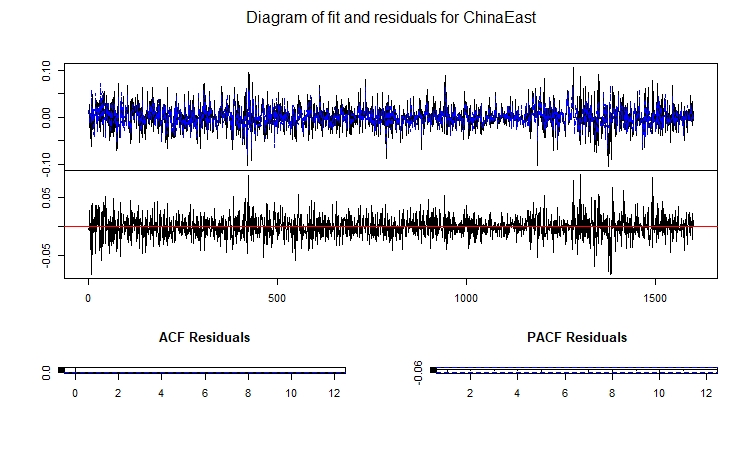 Diagram of fit and residuals for ChinaEast
0.10
0.00
-0.10
0.05
-0.05
0 500 1000 1500
ACF Residuals PACF Residuals
0.0 -0.06
0 2 4 6 8 10 12 2 4 6 8 10 12